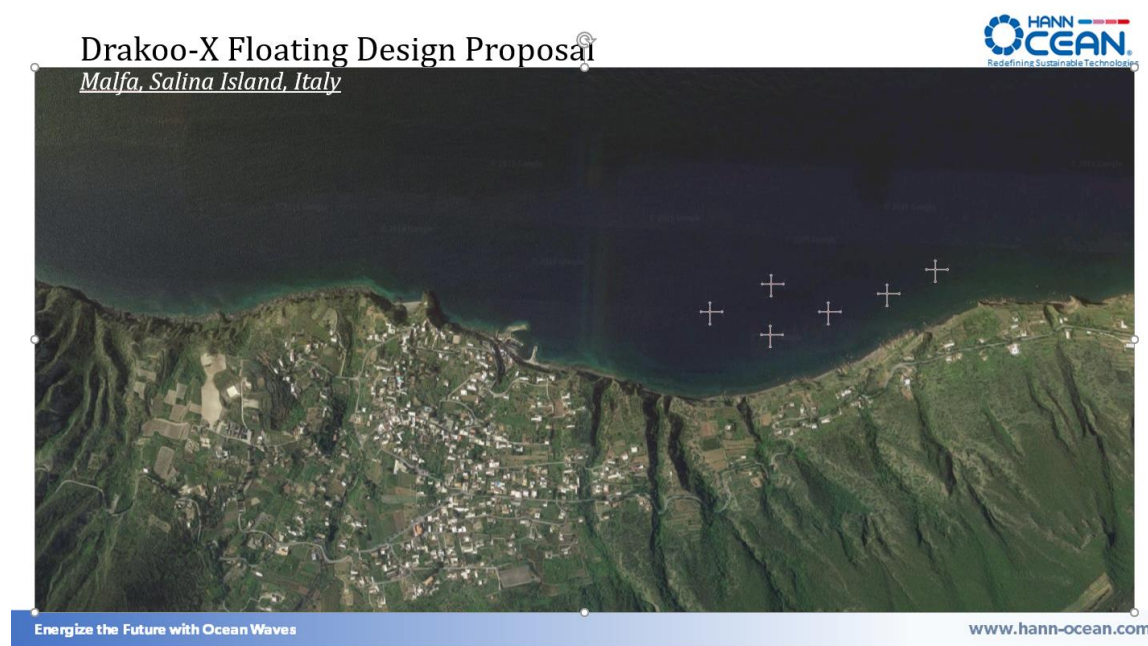 Drakoo-X Floating Design Proposal
Malfa, Salina Island, Italy
HANN
OCEAN®
Redefining Sustainable Technologies
Energize the Future with Ocean Waves
www.hann-ocean.com